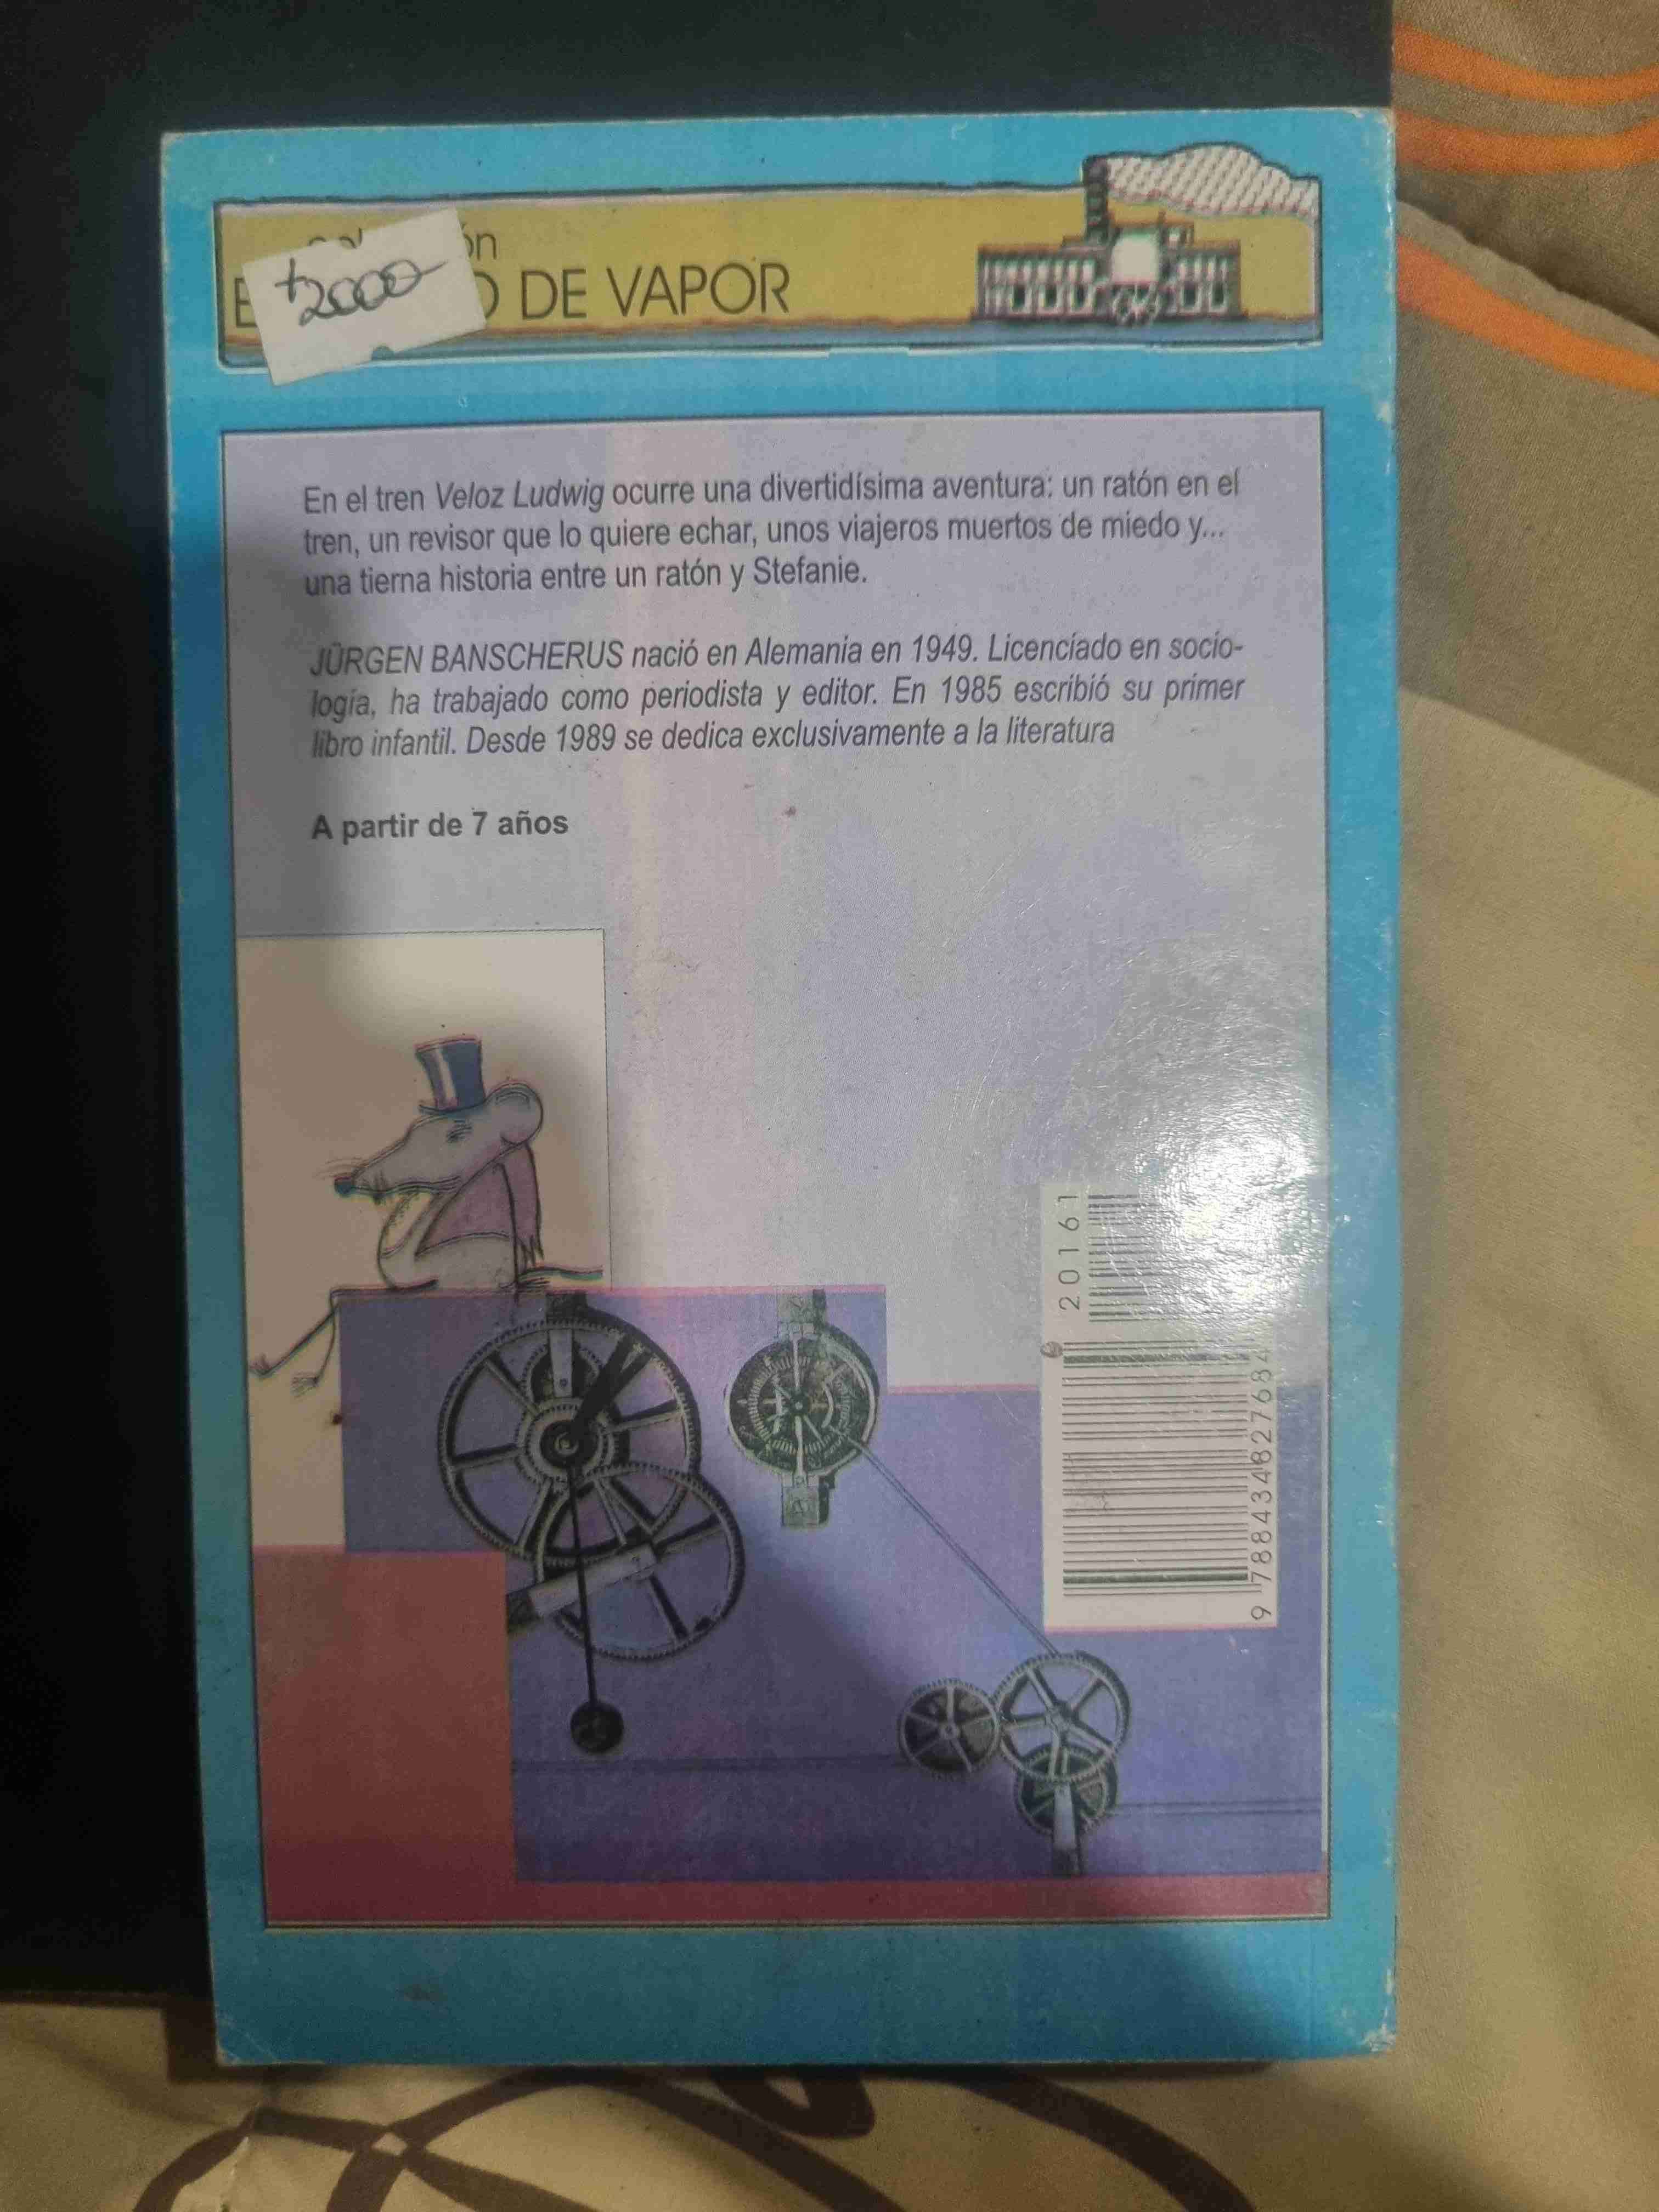 ón
$2000
E O DE VAPOR
En el tren Veloz Ludwig ocurre una divertidísima aventura: un ratón en el
tren, un revisor que lo quiere echar, unos viajeros muertos de miedo y...
una tierna historia entre un ratón y Stefanie.
JÜRGEN BANSCHERUS nació en Alemania en 1949. Licenciado en socio-
logía, ha trabajado como periodista y editor. En 1985 escribió su primer
libro infantil. Desde 1989 se dedica exclusivamente a la literatura
A partir de 7 años
20161
9 788434827684